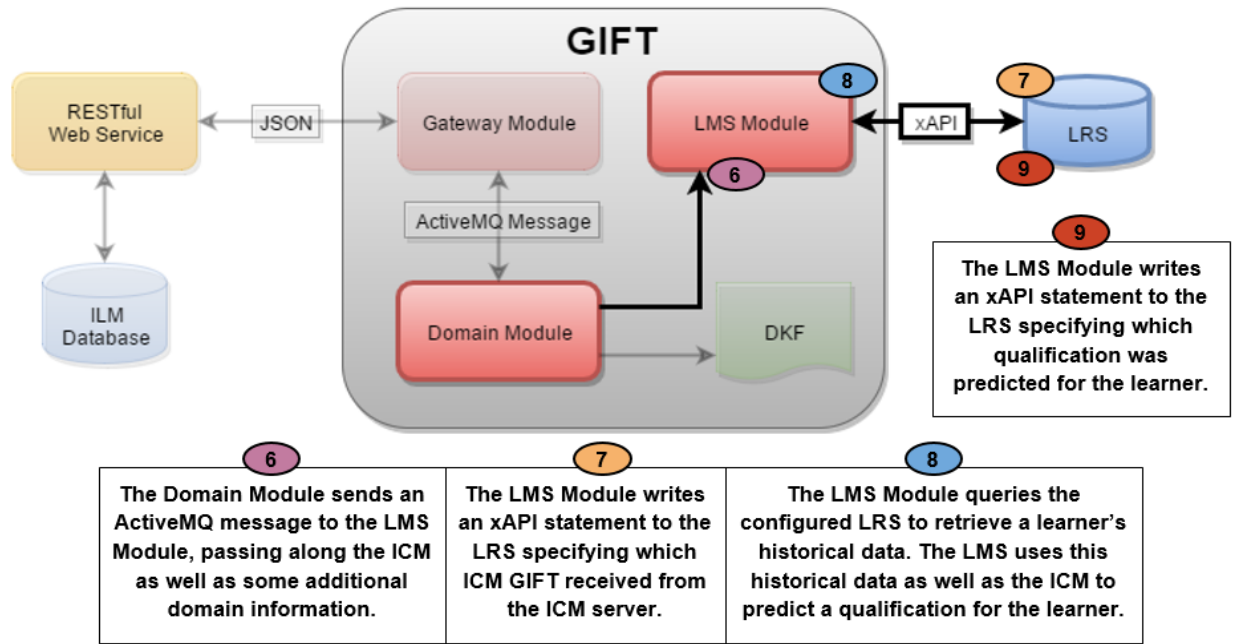 GIFT
8
7
RESTful
Web Service
JSON
Gateway Module
LMS Module
xAPI
LRS
6
9
ActiveMQ Message
9
The LMS Module writes
an xAPI statement to the
LRS specifying which
qualification was
predicted for the learner.
ILM
Database
Domain Module
DKF
6
The Domain Module sends an
ActiveMQ message to the LMS
Module, passing along the ICM
as well as some additional
domain information.
7
The LMS Module writes
an xAPI statement to the
LRS specifying which
ICM GIFT received from
the ICM server.
8
The LMS Module queries the
configured LRS to retrieve a learner's
historical data. The LMS uses this
historical data as well as the ICM to
predict a qualification for the learner.